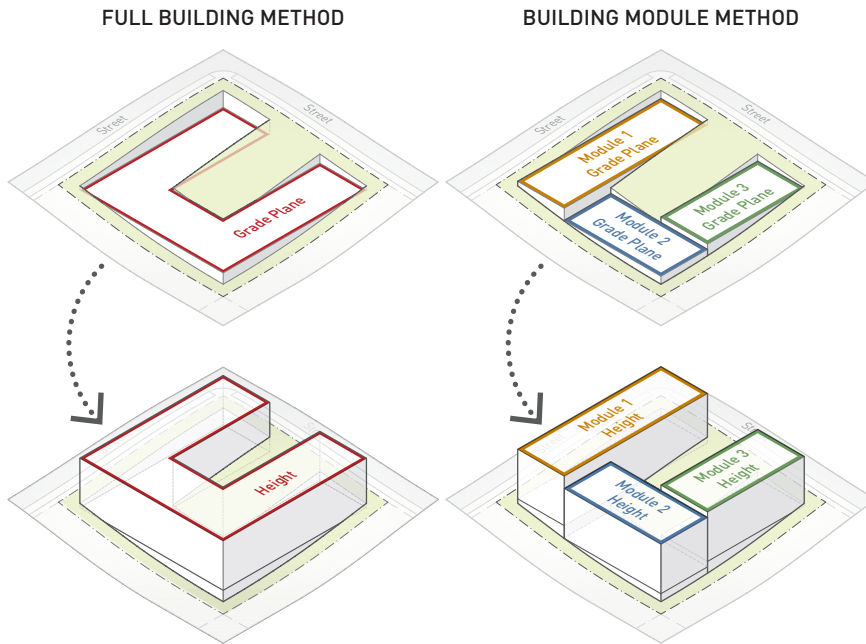 FULL BUILDING METHOD
BUILDING MODULE METHOD
Street
Street
Grade Plane
Street
Street
Module 1
Grade Plane
Module 2
Grade Plane
Module 3
Grade Plane
Height
Module 1
Height
Module 2
Height
Module 3
Height